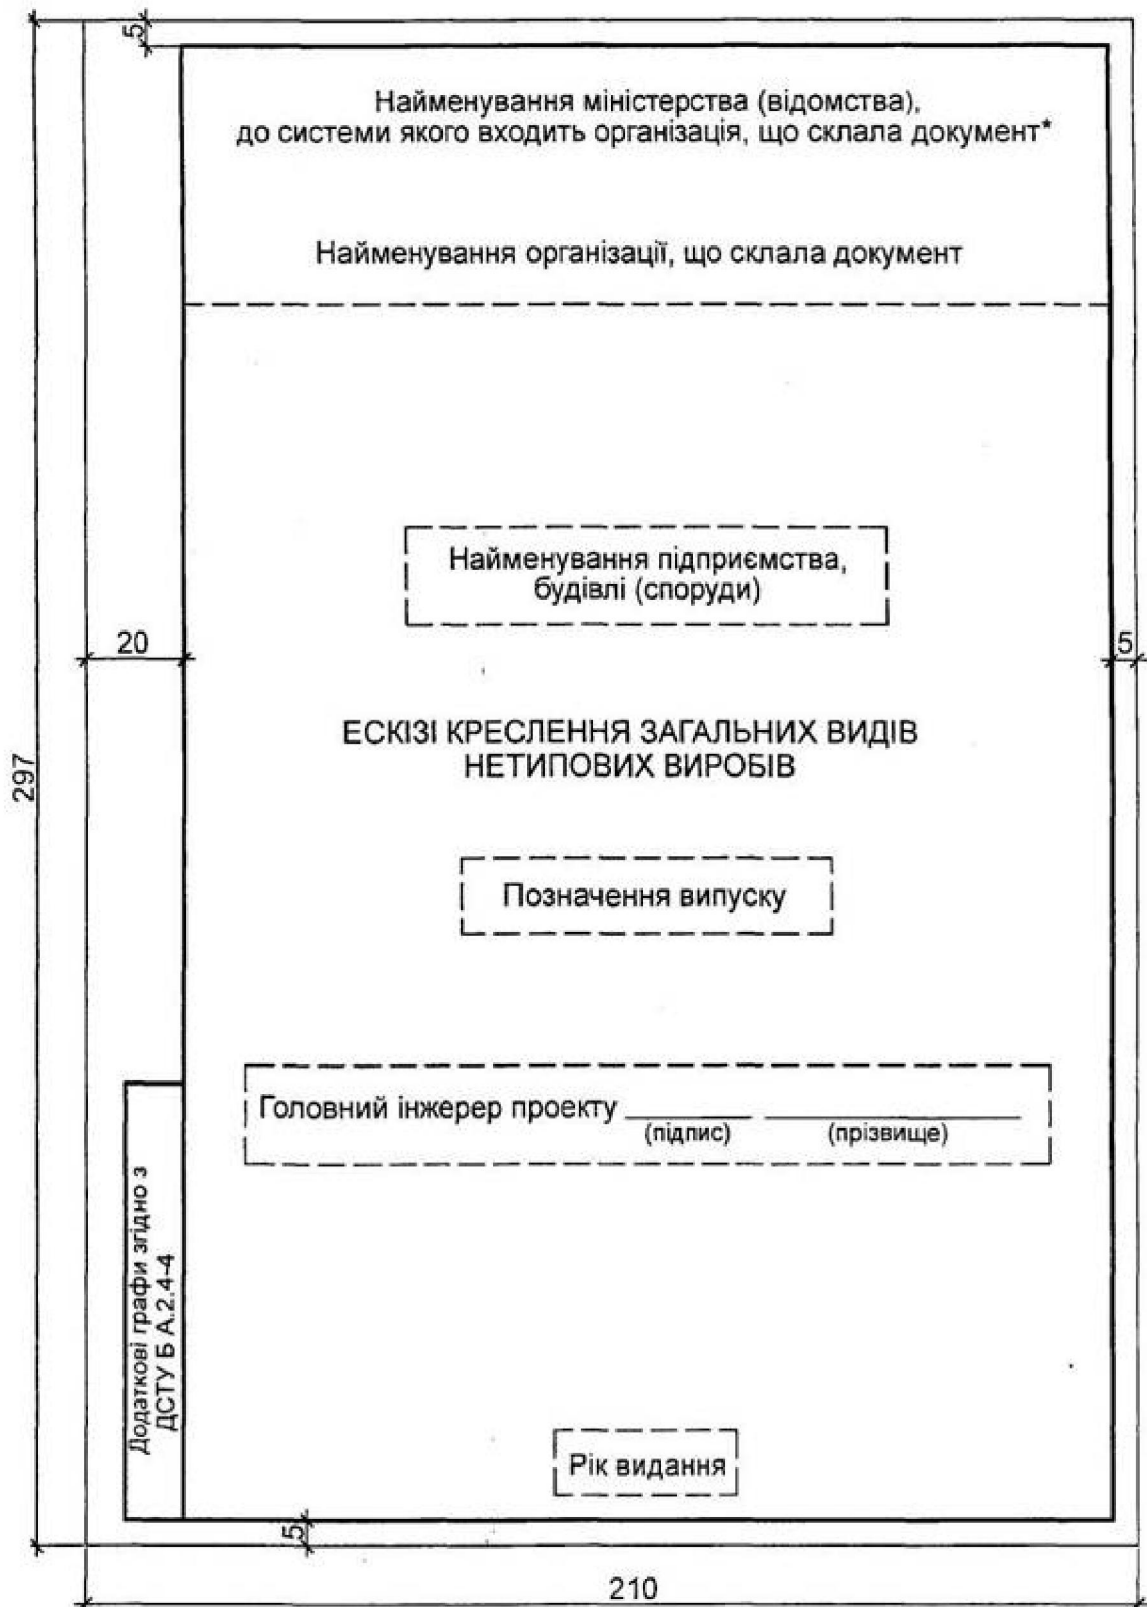 5
Найменування міністерства (відомства),
до системи якого входить організація, що склала документ*
Найменування організації, що склала документ
Найменування підприємства,
будівлі (споруди)
20
5
ЕСКІЗІ КРЕСЛЕННЯ ЗАГАЛЬНИХ ВИДІВ
НЕТИПОВИХ ВИРОБІВ
297
Позначення випуску
Головний інжерер проекту
(підпис) (прізвище)
Додаткові графи згідно з
ДСТУ Б А.2.4-4
Рік видання
5
210